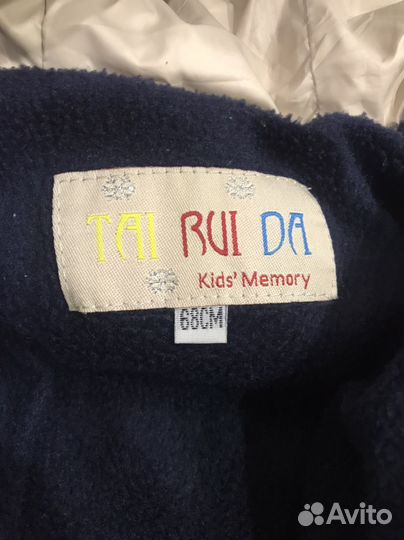 TAI RUI DA
Kids' Memory
68CM
Avito